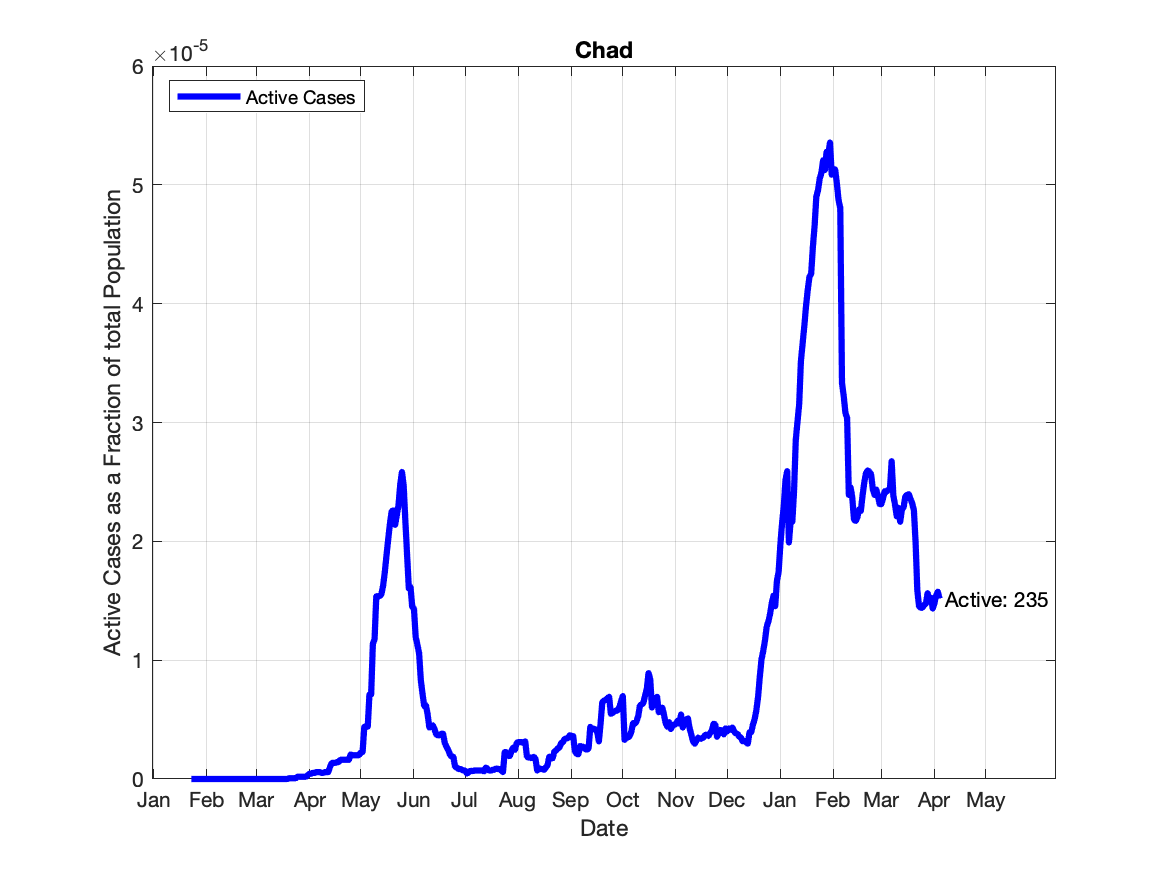 Chad
×10-5
Active Cases
6
5
4
3
2
1
0
Active Cases as a Fraction of total Population
Active: 235
Jan Feb Mar Apr May Jun Jul Aug Sep Oct Nov Dec Jan Feb Mar Apr May
Date